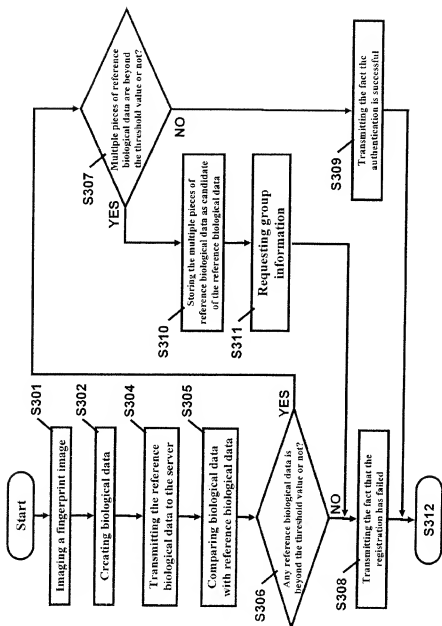 Start
S301
Imaging a fingerprint image
S302
Creating biological data
S304
Transmitting the reference
biological data to the server
S305
Comparing biological data
with reference biological data
S306
Any reference biological data is
beyond the threshold value or not?
YES
NO
S308
Transmitting the fact that the
registration has failed
S312
S307
Multiple pieces of reference
biological data are beyond
the threshold value or not?
YES
NO
S310
Storing the multiple pieces of
reference biological data as candidate
of the reference biological data
S311
Requesting group
information
S309
Transmitting the fact the
authentication is successful